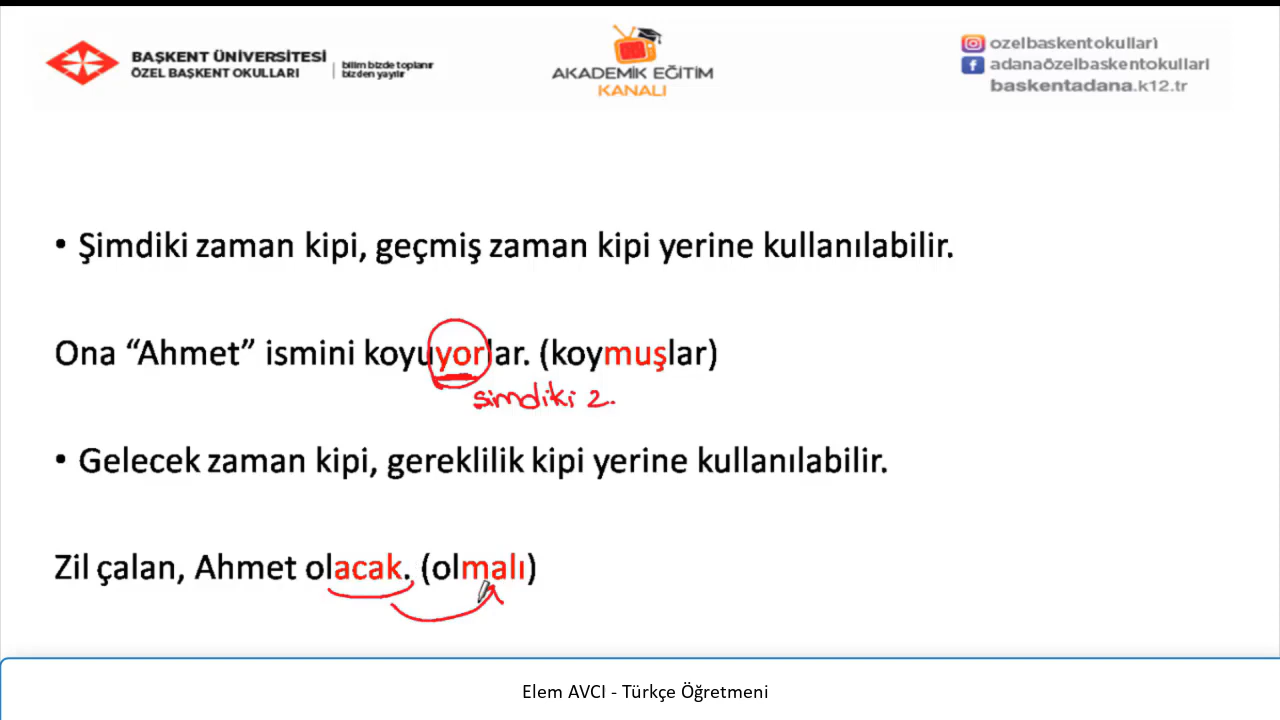 BAŞKENT ÜNİVERSİTESİ
ÖZEL BAŞKENT OKULLARI
bilim bizde toplanır
bizden yayılır
AKADEMİK EĞİTİM
KANALI
ozelbaskentokullari
adanaözelbaskentokullari
baskentadana.k12.tr
• Şimdiki zaman kipi, geçmiş zaman kipi yerine kullanılabilir.
Ona “Ahmet” ismini koyuyorlar. (koymuşlar)
şimdiki z.
• Gelecek zaman kipi, gereklilik kipi yerine kullanılabilir.
Zil çalan, Ahmet olacak. (olmalı)
Elem AVCI - Türkçe Öğretmeni